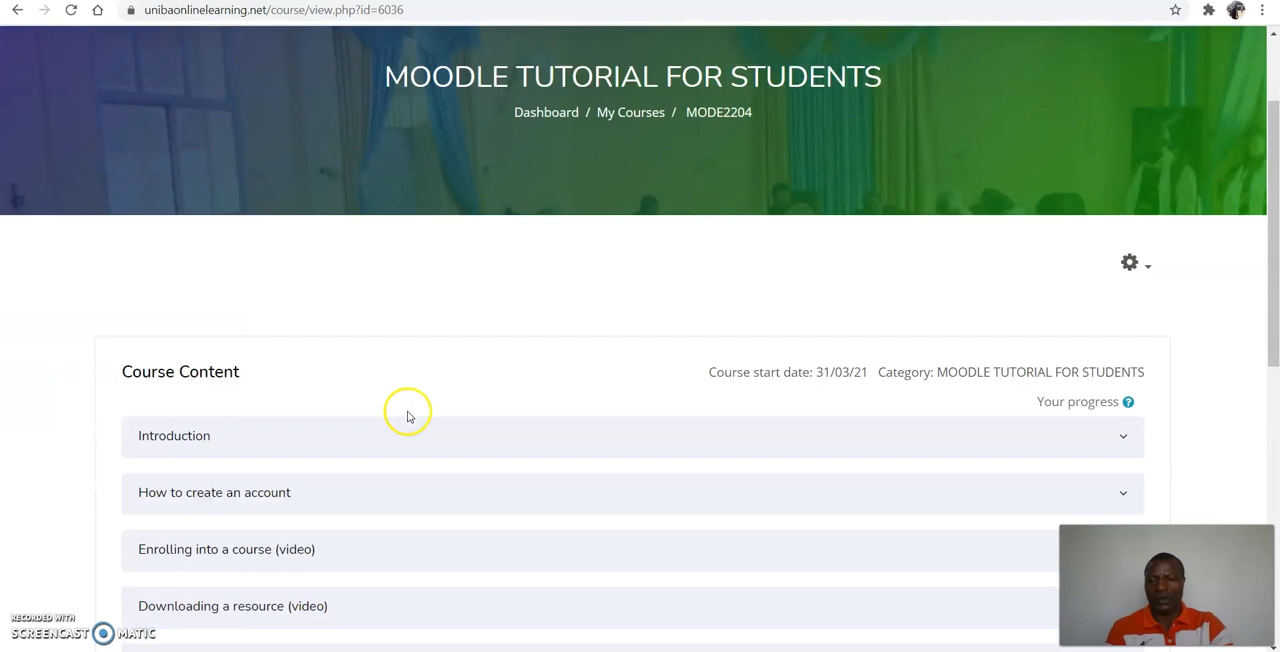 unibaonlinelearning.net/course/view.php?id=6036
MOODLE TUTORIAL FOR STUDENTS
Dashboard / My Courses / MODE2204
Course Content
Course start date: 31/03/21 Category: MOODLE TUTORIAL FOR STUDENTS
Your progress ?
Introduction
How to create an account
Enrolling into a course (video)
Downloading a resource (video)
RECORDED WITH
SCREENCAST MATIC